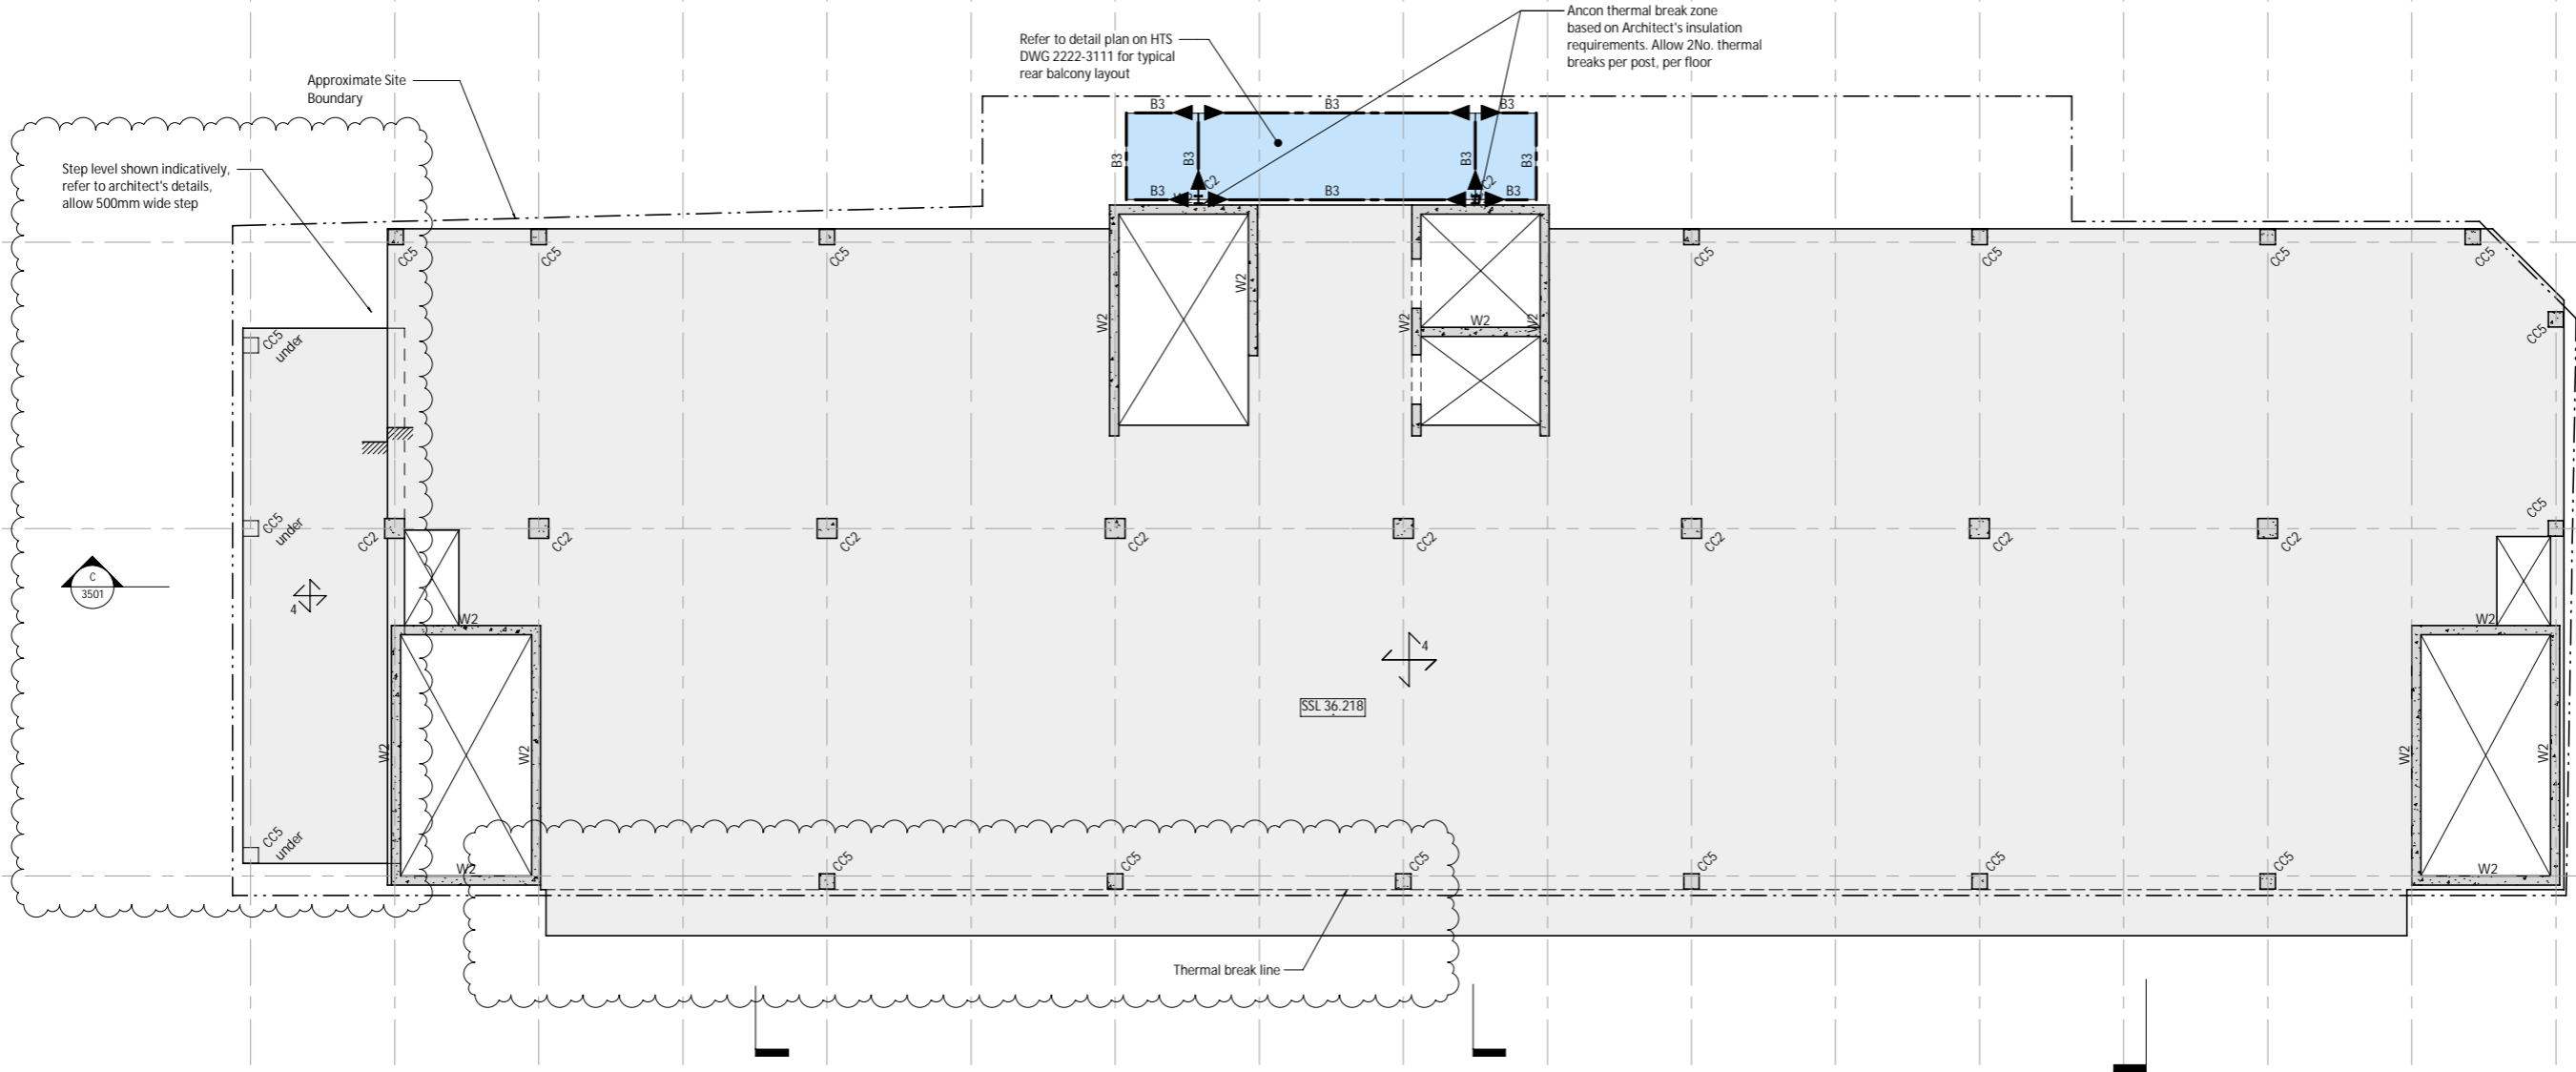 Ancon thermal break zone
based on Architect's insulation
requirements. Allow 2No. thermal
breaks per post, per floor
Refer to detail plan on HTS
DWG 2222-3111 for typical
rear balcony layout
Approximate Site
Boundary
B3
B3
B3
Step level shown indicatively,
refer to architect's details,
allow 500mm wide step
B3
B3
B3
B3
B3
B3
B3
CC5
CC5
CC5
CC5
CC5
CC5
CC5
W2
W2
W2
W2
W2
CC5
CC5
under
CC5
under
CC2
CC2
CC2
CC2
CC2
CC2
CC2
CC2
CC5
C
3501
4
W2
W2
4
SSL 36.218
W2
W2
W2
W2
CC5
under
W2
CC5
CC5
CC5
CC5
CC5
CC5
W2
Thermal break line